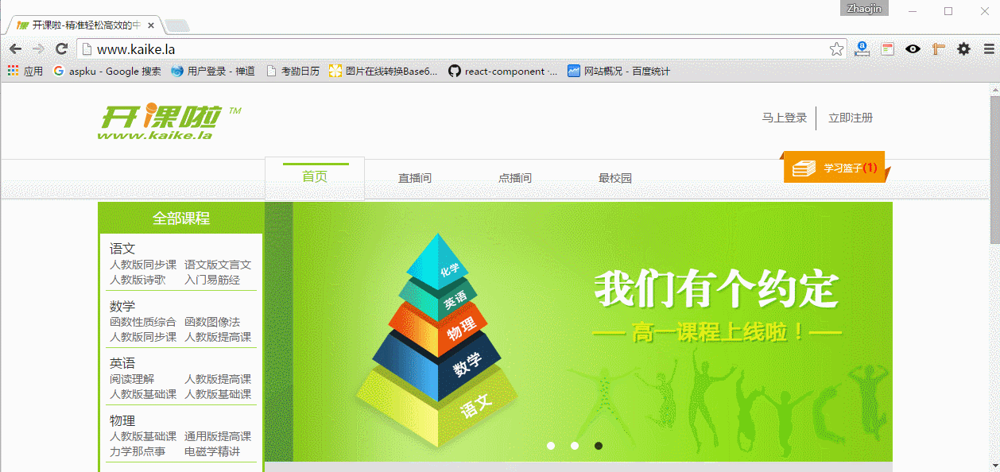 Zhaojin
开课啦-精准轻松高效的中
www.kaike.la
应用 aspku - Google 搜索 用户登录 - 禅道 考勤日历 图片在线转换Base6... react-component ·... 网站概况 - 百度统计
开课啦 TM
www.kaike.la
马上登录 立即注册
首页 直播间 点播间 最校园 学习篮子(1)
全部课程
语文
人教版同步课 语文版文言文
人教版诗歌 入门易筋经
数学
函数性质综合 函数图像法
人教版同步课 人教版提高课
英语
阅读理解 人教版提高课
人教版基础课 人教版基础课
物理
人教版基础课 通用版提高课
力学那点事 电磁学精讲
化学
英语
物理
数学
语文
我们有个约定
— 高一课程上线啦！—